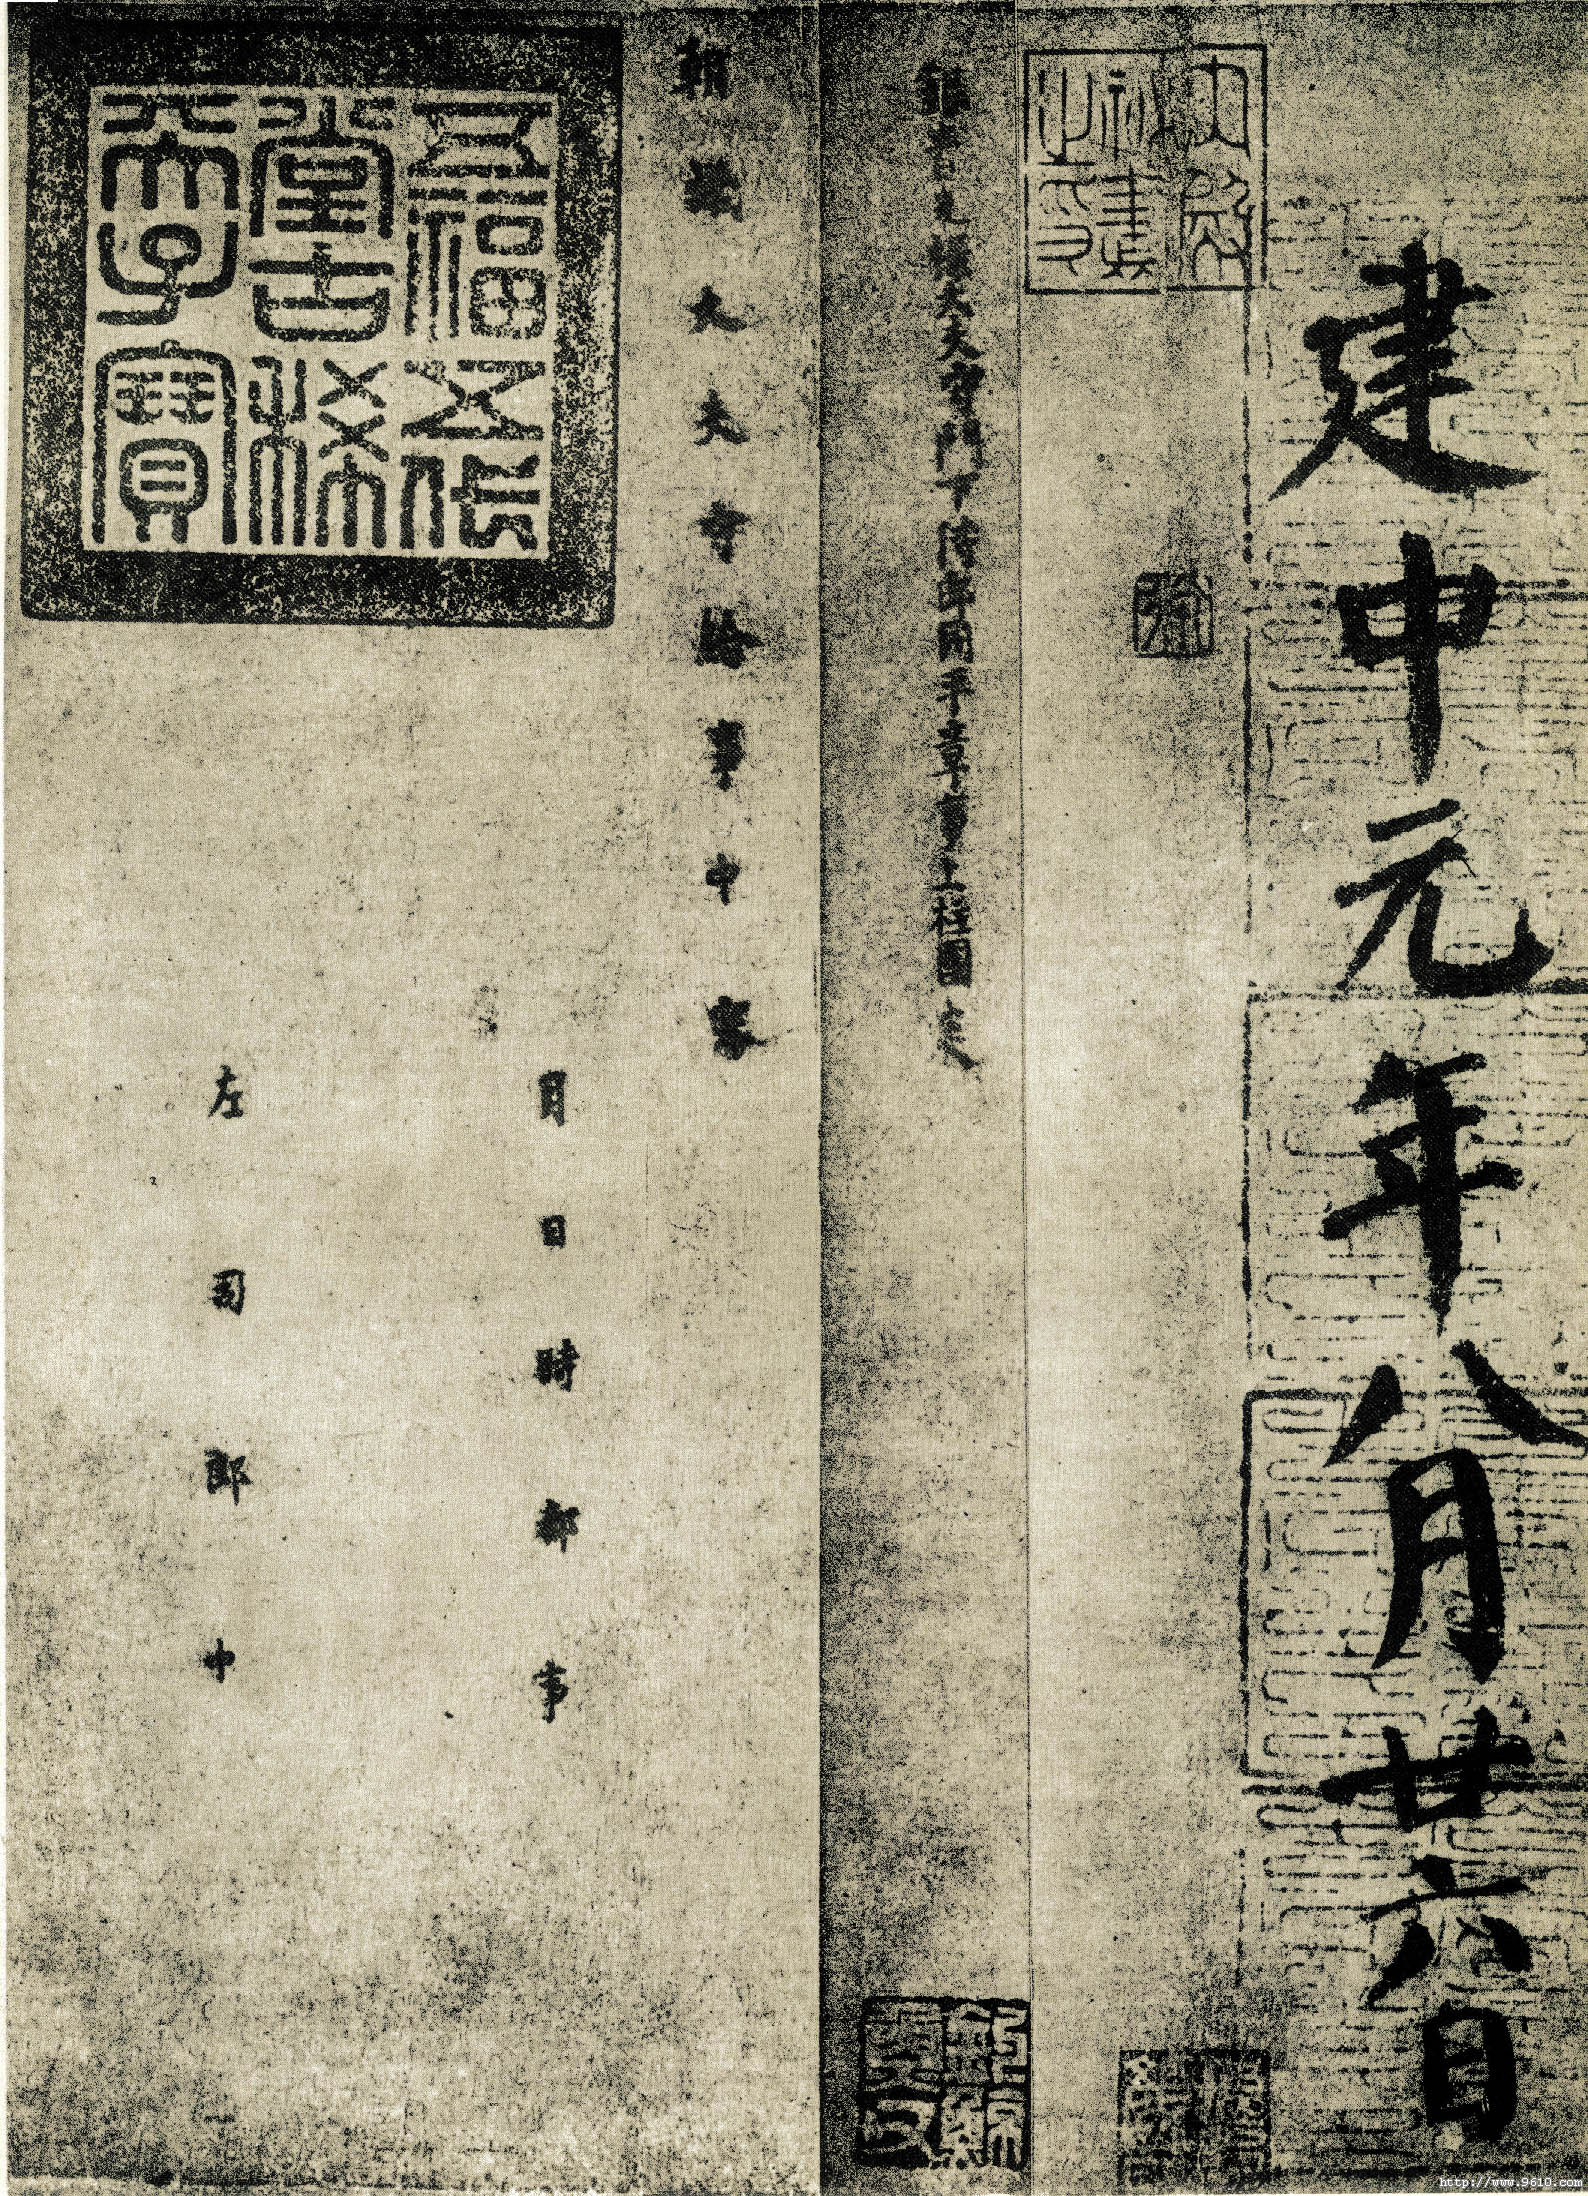 建中元年八月廿六日
銀青光祿大夫守門下侍郎同平章事上柱國炎
朝議大夫守給事中審
月日時都事
左司郎中
五福五代
堂古稀
天子寶
http://www.9610.com